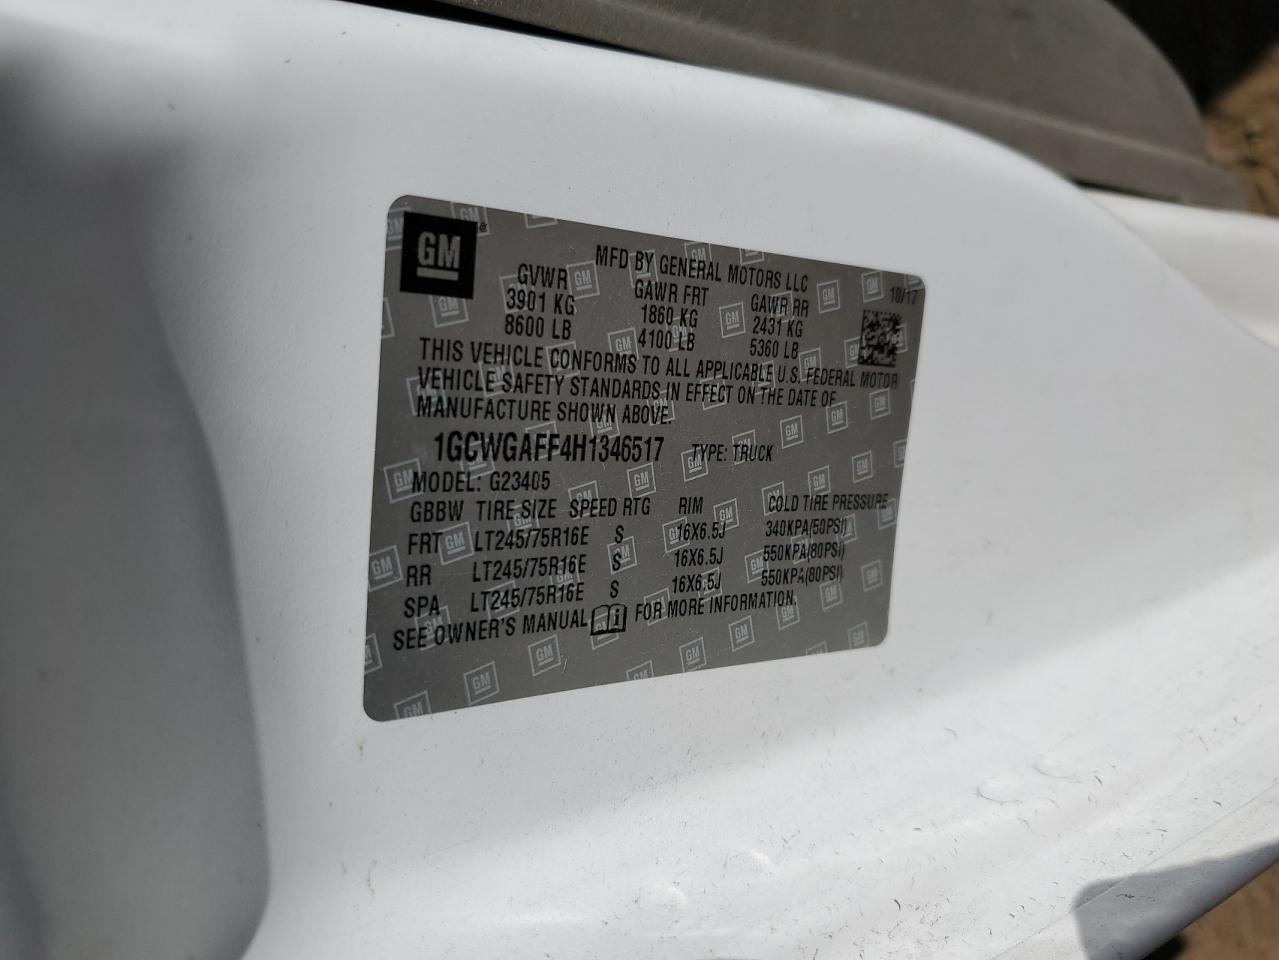 GM
MFD BY GENERAL MOTORS LLC
10/17
GVWR GAWR FRT GAWR RR
3901 KG 1860 KG 2431 KG
8600 LB 4100 LB 5360 LB
THIS VEHICLE CONFORMS TO ALL APPLICABLE U.S. FEDERAL MOTOR
VEHICLE SAFETY STANDARDS IN EFFECT ON THE DATE OF
MANUFACTURE SHOWN ABOVE.
1GCWGAFF4H1346517 TYPE: TRUCK
MODEL: G23405
GBBW TIRE SIZE SPEED RTG RIM COLD TIRE PRESSURE
FRT LT245/75R16E S 16X6.5J 340KPA(50PSI)
RR LT245/75R16E S 16X6.5J 550KPA(80PSI)
SPA LT245/75R16E S 16X6.5J 550KPA(80PSI)
SEE OWNER'S MANUAL FOR MORE INFORMATION.